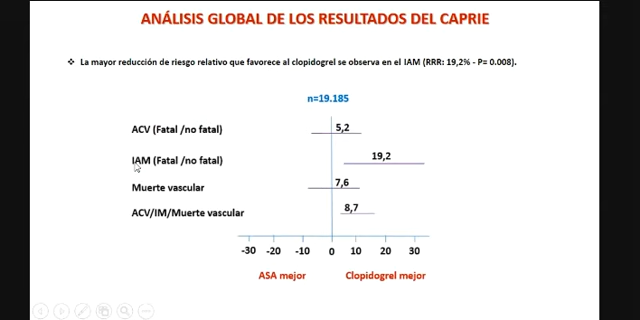 ANÁLISIS GLOBAL DE LOS RESULTADOS DEL CAPRIE
La mayor reducción de riesgo relativo que favorece al clopidogrel se observa en el IAM (RRR: 19,2% - P= 0.008).
n=19.185
ACV (Fatal /no fatal) 5,2
IAM (Fatal /no fatal) 19,2
Muerte vascular 7,6
ACV/IM/Muerte vascular 8,7
-30 -20 -10 0 10 20 30
ASA mejor Clopidogrel mejor